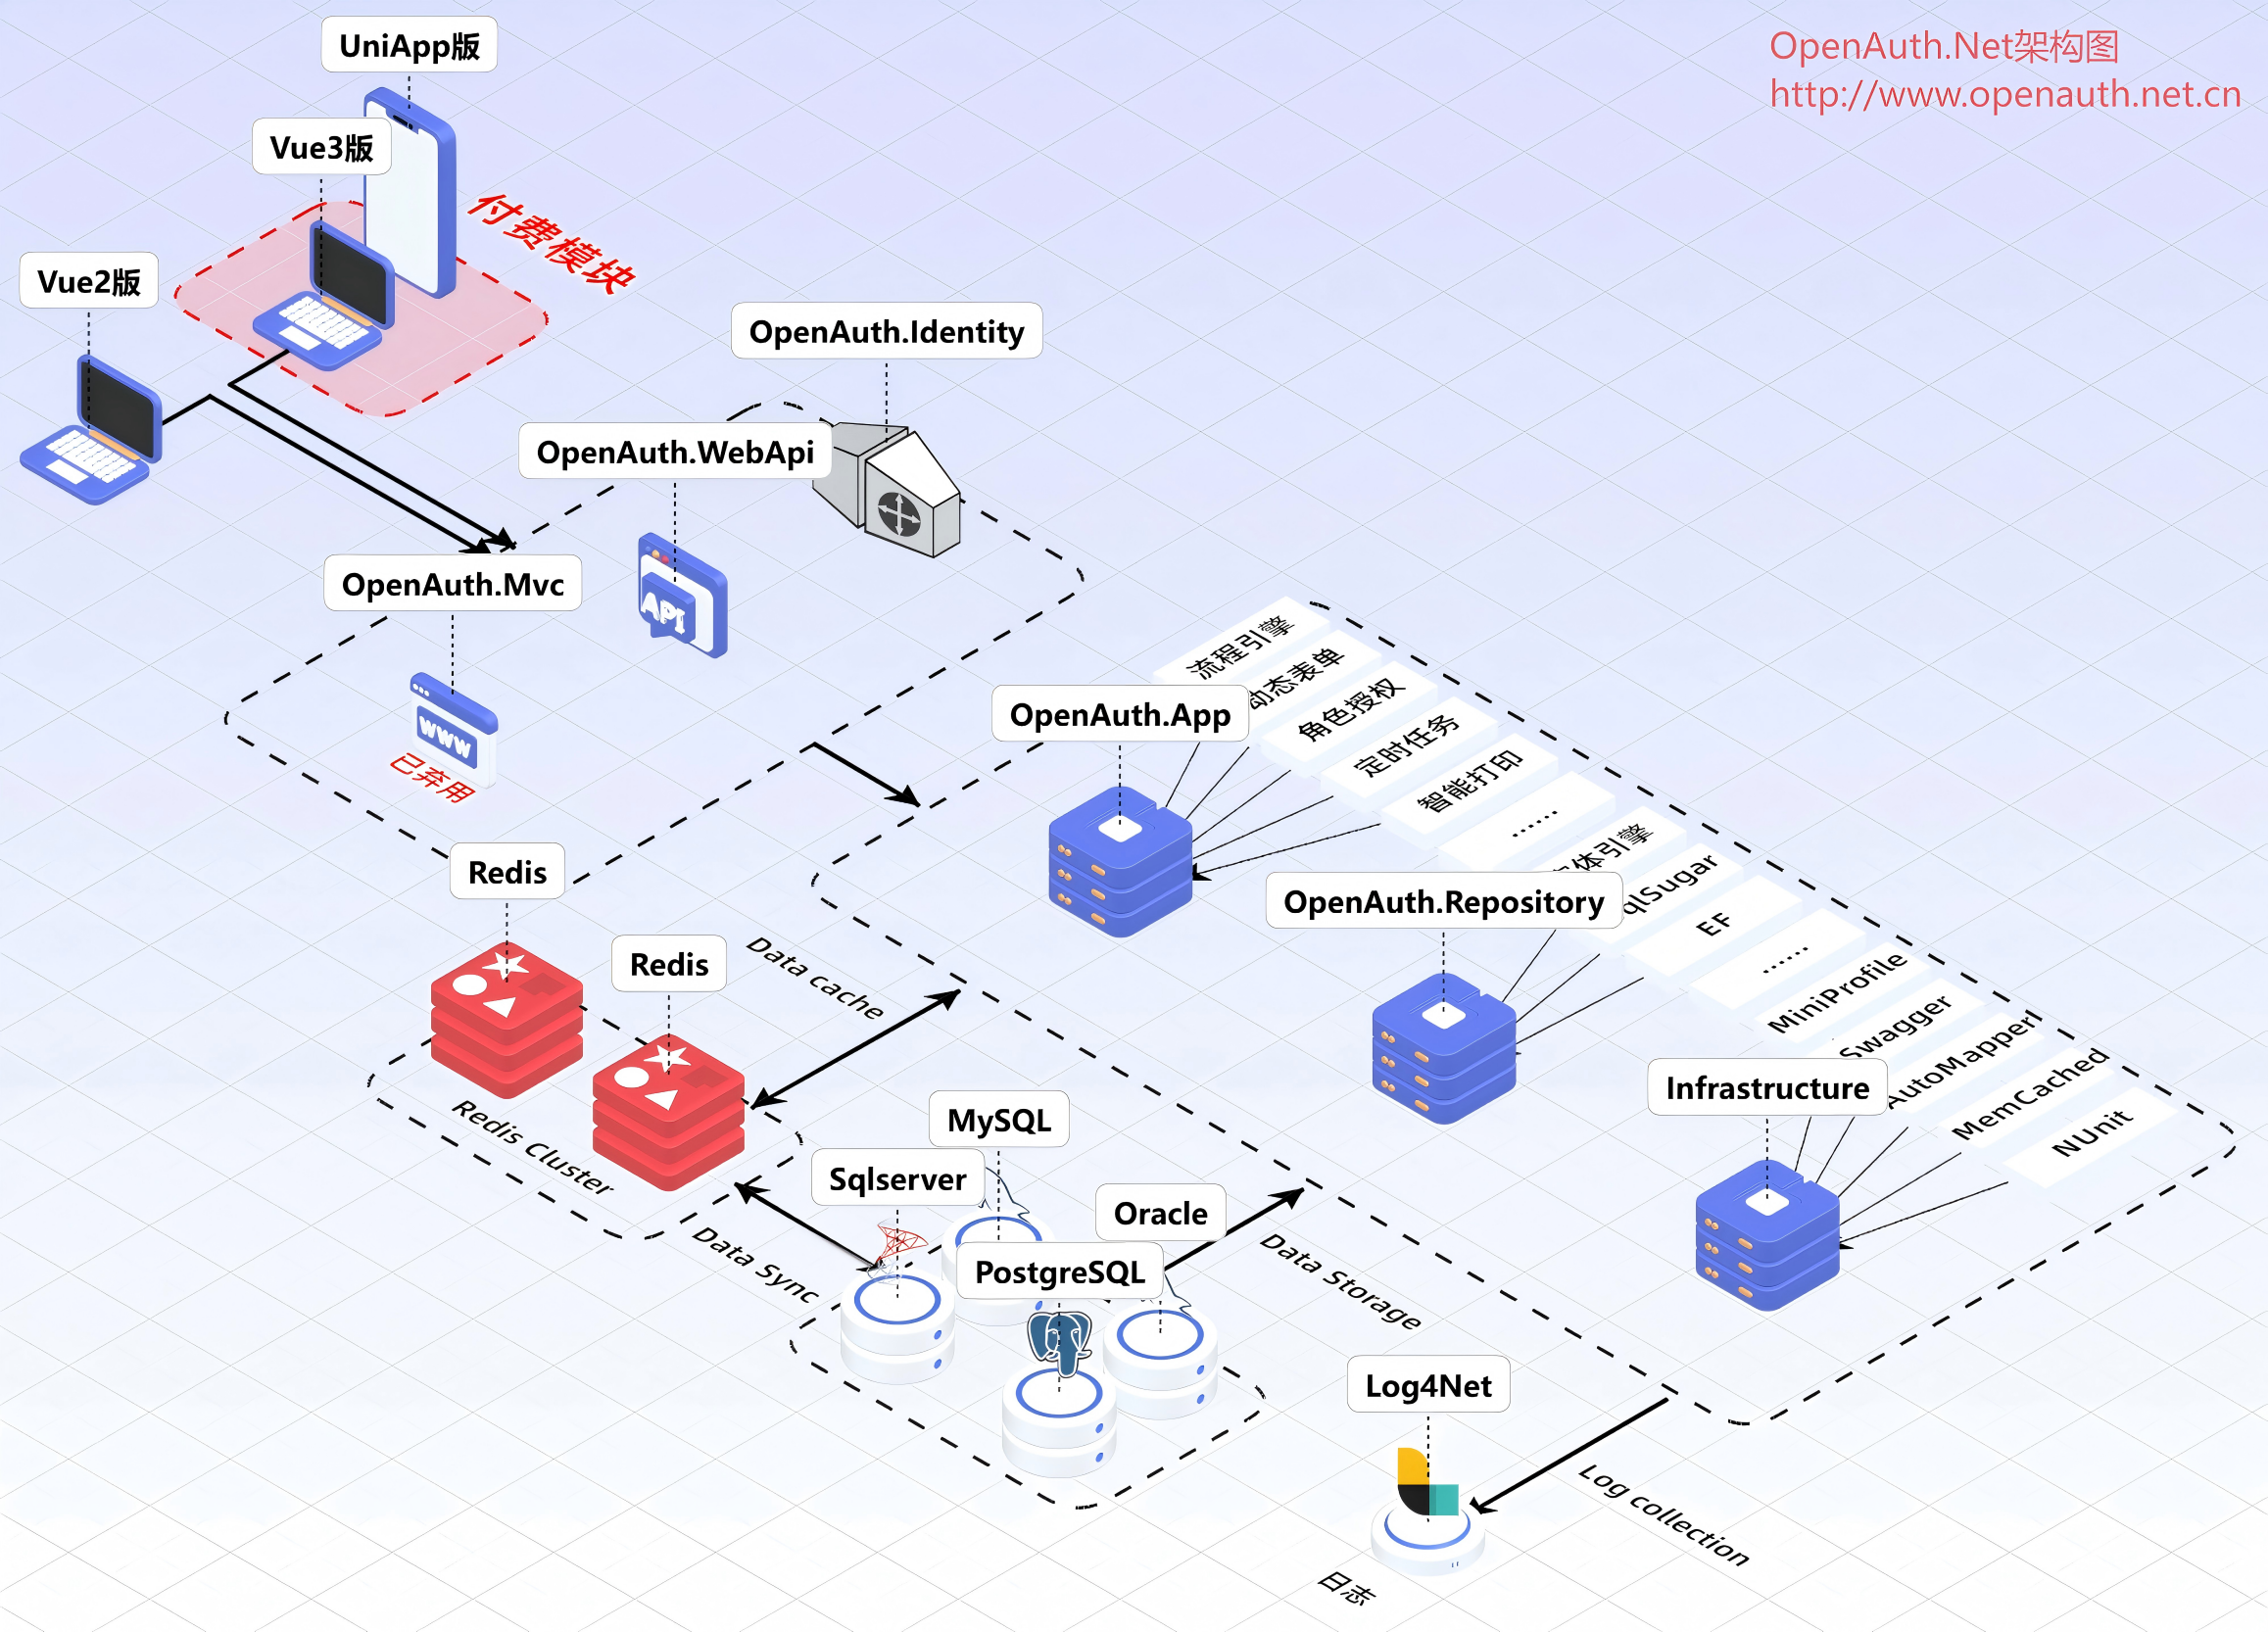 OpenAuth.Net架构图
http://www.openauth.net.cn
UniApp版
Vue3版
付费模块
Vue2版
OpenAuth.Identity
OpenAuth.WebApi
API
OpenAuth.Mvc
www
已弃用
流程引擎
动态表单
角色授权
定时任务
智能打印
......
OpenAuth.App
体引擎
qlSugar
EF
......
OpenAuth.Repository
MiniProfile
Swagger
AutoMapper
MemCached
NUnit
Infrastructure
Redis
Redis
Data cache
Redis Cluster
MySQL
Sqlserver
Oracle
PostgreSQL
Data Sync
Data Storage
Log4Net
Log collection
日志